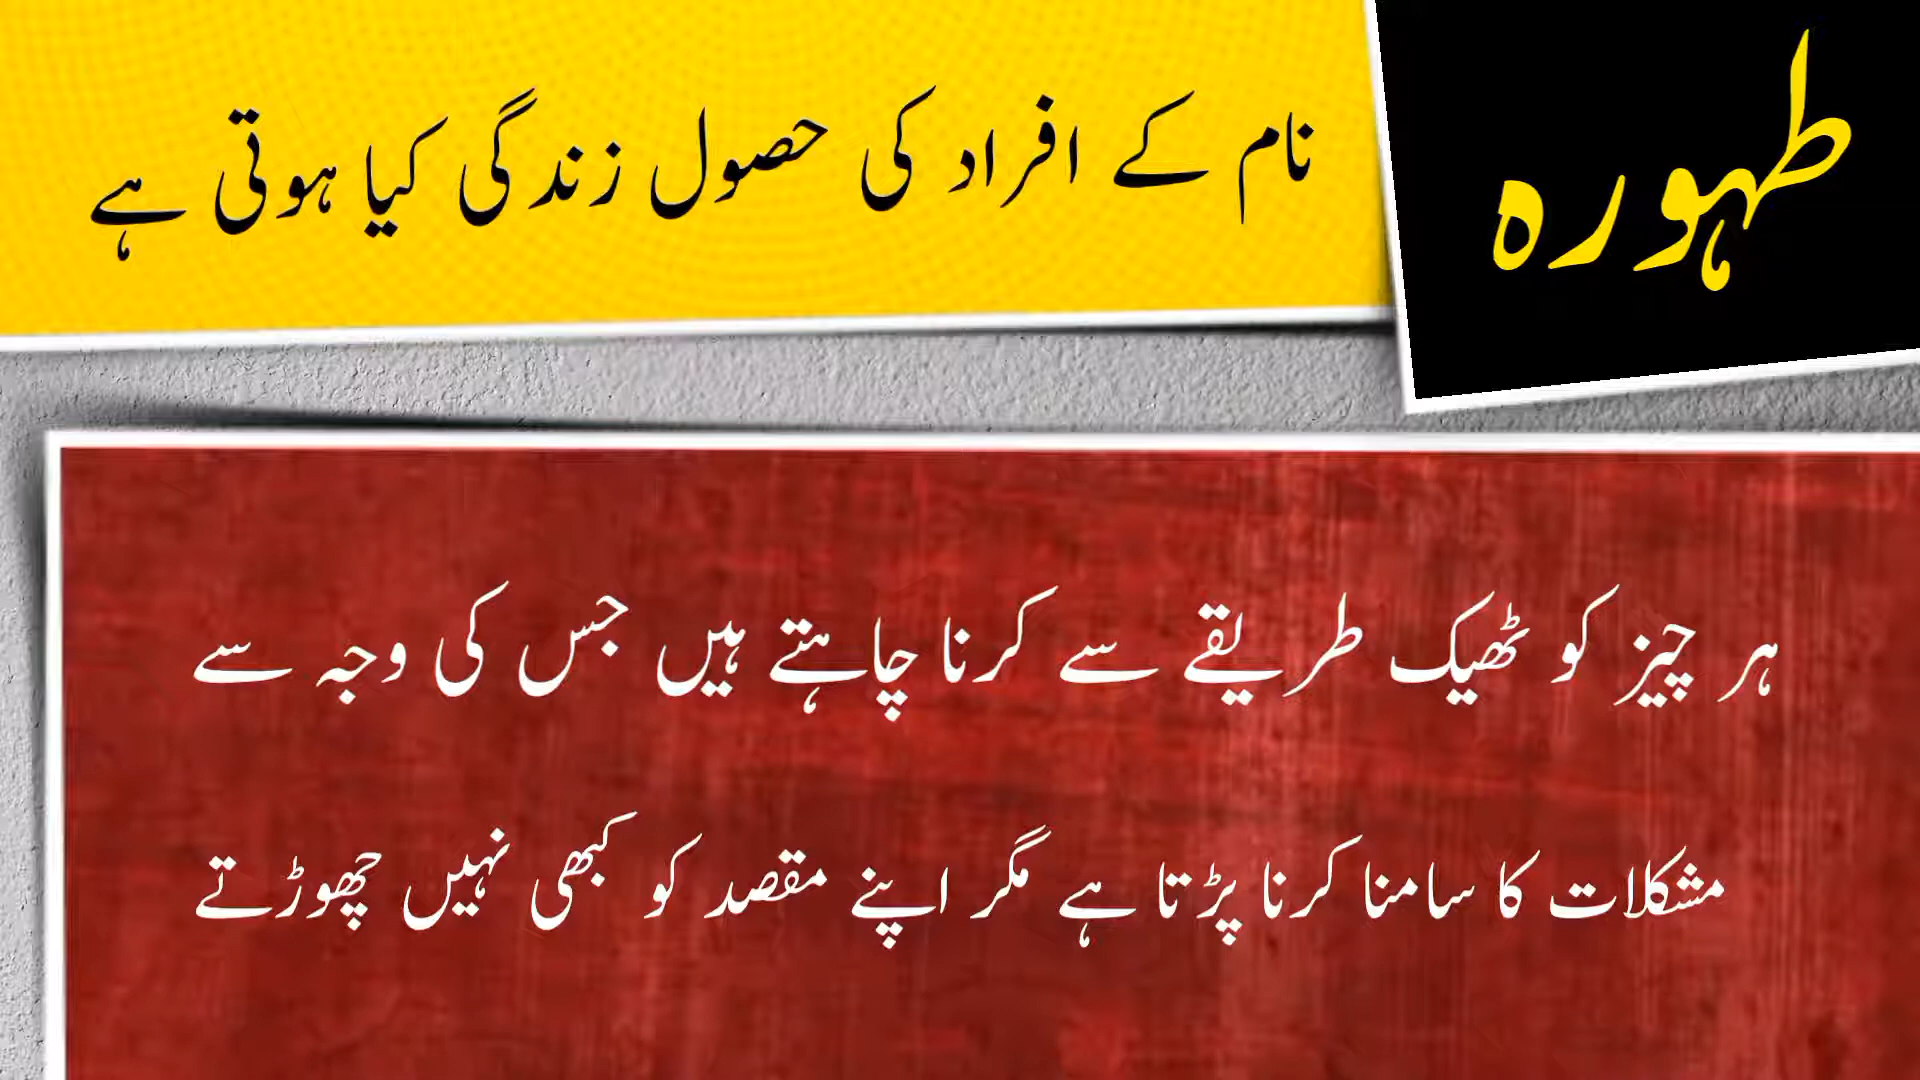 طہورہ
نام کے افراد کی حصول زندگی کیا ہوتی ہے
ہر چیز کو ٹھیک طریقے سے کرنا چاہتے ہیں جس کی وجہ سے
مشکلات کا سامنا کرنا پڑتا ہے مگر اپنے مقصد کو کبھی نہیں چھوڑتے